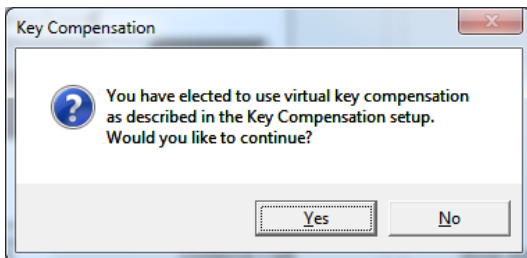 Key Compensation
You have elected to use virtual key compensation
as described in the Key Compensation setup.
Would you like to continue?
Yes
No